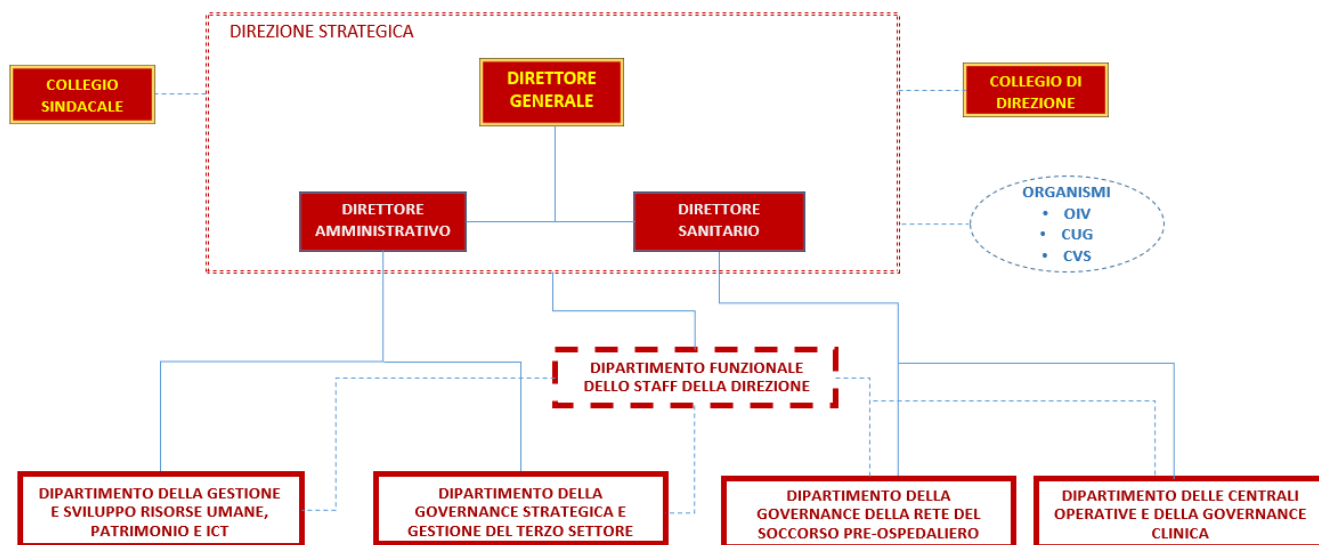 DIREZIONE STRATEGICA
COLLEGIO
SINDACALE
DIRETTORE
GENERALE
COLLEGIO DI
DIREZIONE
DIRETTORE
AMMINISTRATIVO
DIRETTORE
SANITARIO
ORGANISMI
• OIV
• CUG
• CVS
DIPARTIMENTO FUNZIONALE
DELLO STAFF DELLA DIREZIONE
DIPARTIMENTO DELLA GESTIONE
E SVILUPPO RISORSE UMANE,
PATRIMONIO E ICT
DIPARTIMENTO DELLA
GOVERNANCE STRATEGICA E
GESTIONE DEL TERZO SETTORE
DIPARTIMENTO DELLA
GOVERNANCE DELLA RETE DEL
SOCCORSO PRE-OSPEDALIERO
DIPARTIMENTO DELLE CENTRALI
OPERATIVE E DELLA GOVERNANCE
CLINICA